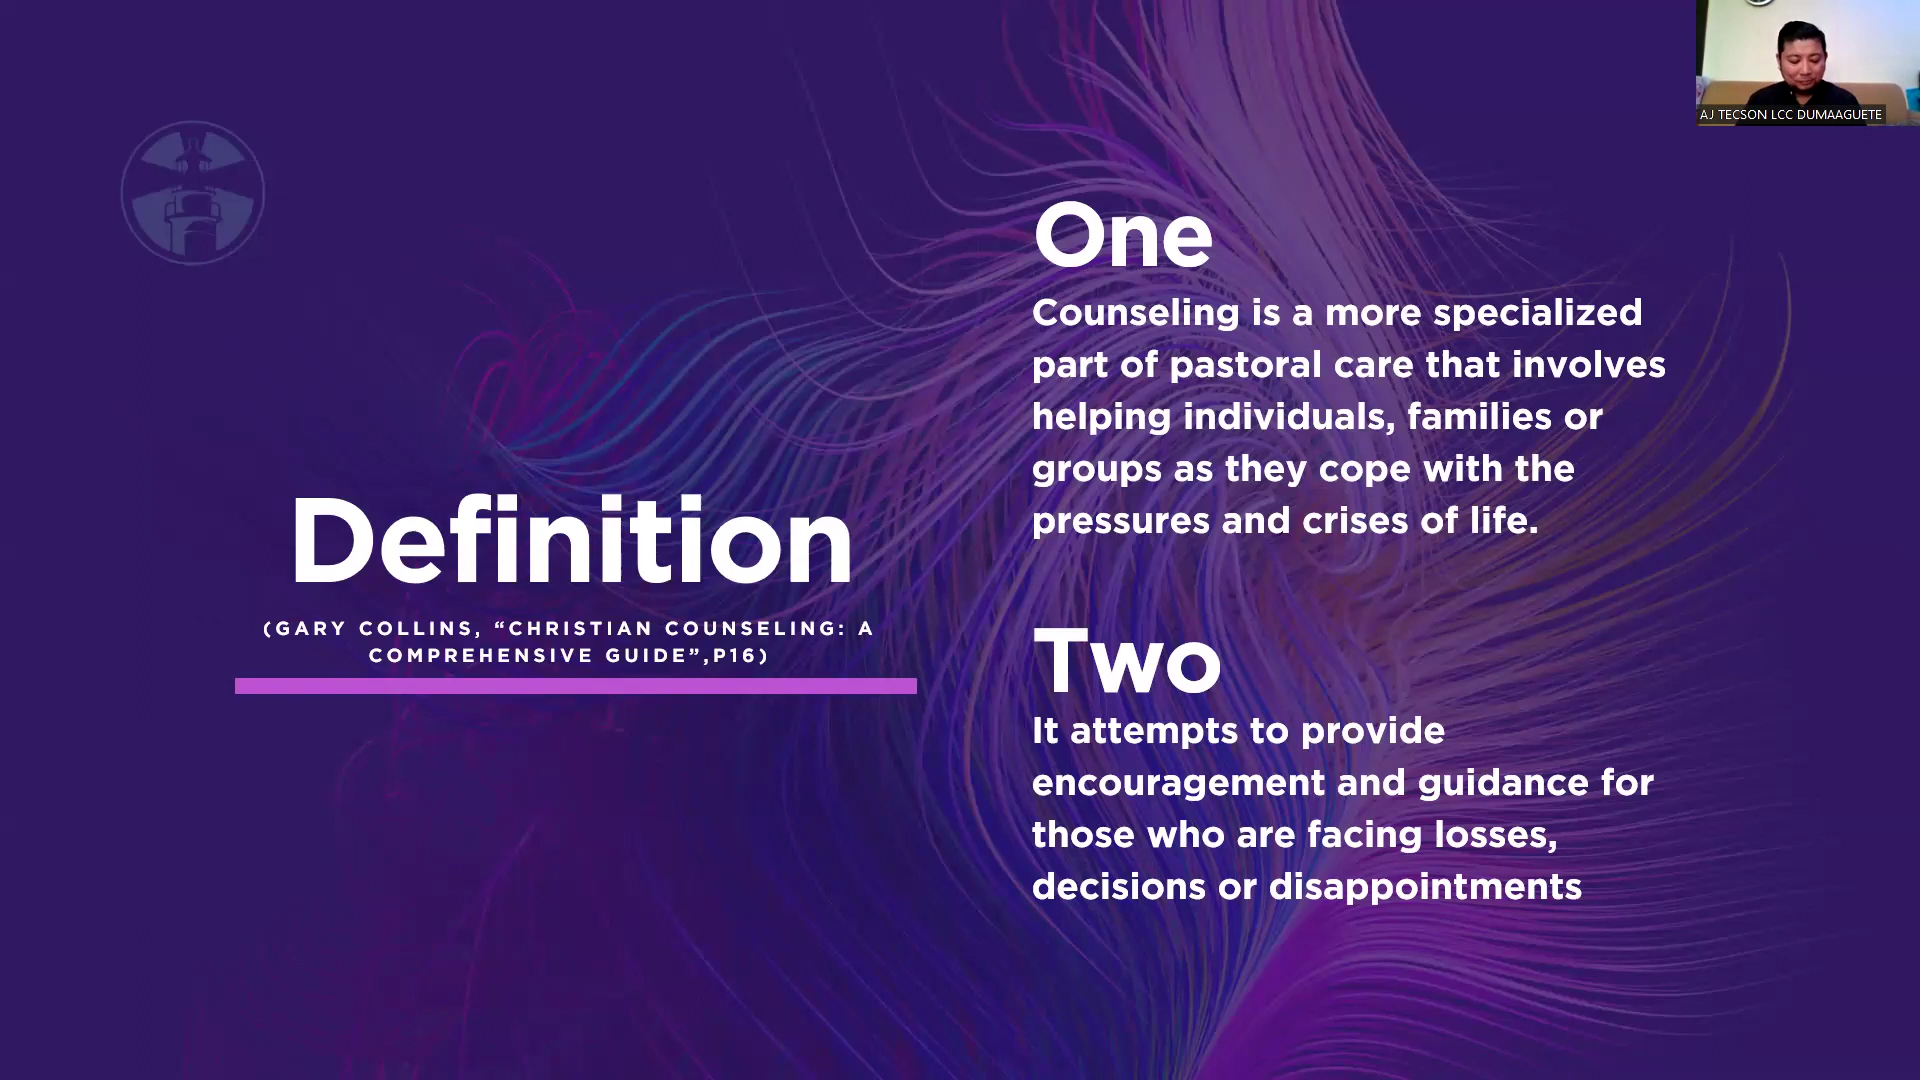 AJ TECSON LCC DUMAAGUETE
Definition
(GARY COLLINS, “CHRISTIAN COUNSELING: A
COMPREHENSIVE GUIDE”,P16)
One
Counseling is a more specialized
part of pastoral care that involves
helping individuals, families or
groups as they cope with the
pressures and crises of life.
Two
It attempts to provide
encouragement and guidance for
those who are facing losses,
decisions or disappointments